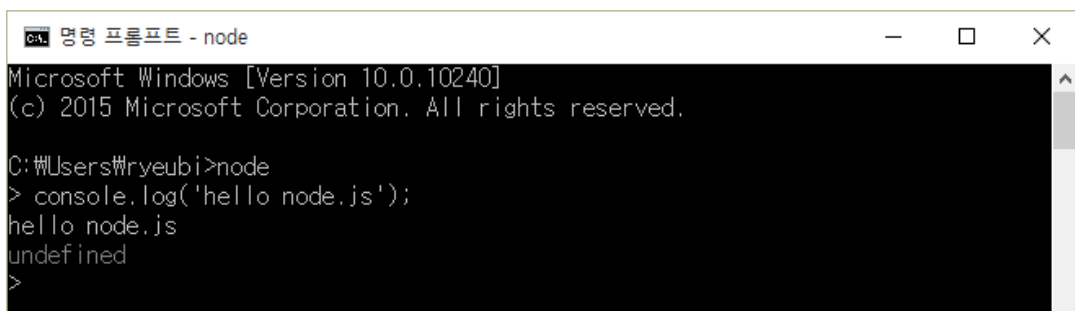 명령 프롬프트 - node
Microsoft Windows [Version 10.0.10240]
(c) 2015 Microsoft Corporation. All rights reserved.
C:₩Users₩ryeubi>node
> console.log('hello node.js');
hello node.js
undefined
>